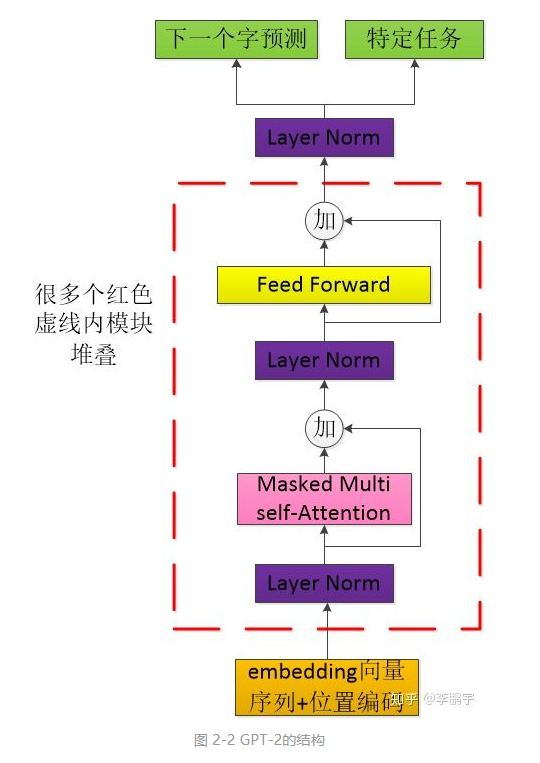 下一个字预测
特定任务
Layer Norm
加
Feed Forward
很多个红色
虚线内模块
堆叠
Layer Norm
加
Masked Multi
self-Attention
Layer Norm
embedding向量
序列+位置编码
知乎 @李鹏宇
图 2-2 GPT-2的结构